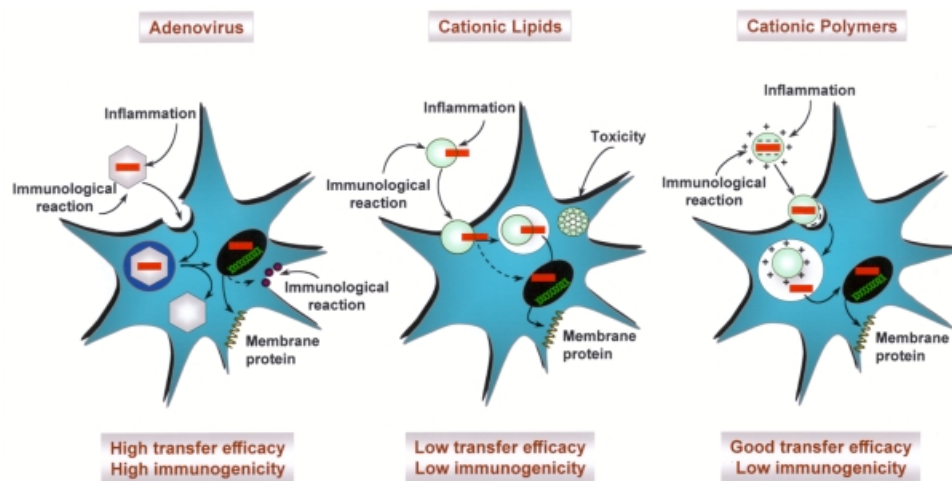 Adenovirus
Inflammation
Immunological
reaction
Immunological
reaction
Membrane
protein
High transfer efficacy
High immunogenicity
Cationic Lipids
Inflammation
Toxicity
Immunological
reaction
Membrane
protein
Low transfer efficacy
Low immunogenicity
Cationic Polymers
Inflammation
Immunological
reaction
Membrane
protein
Good transfer efficacy
Low immunogenicity